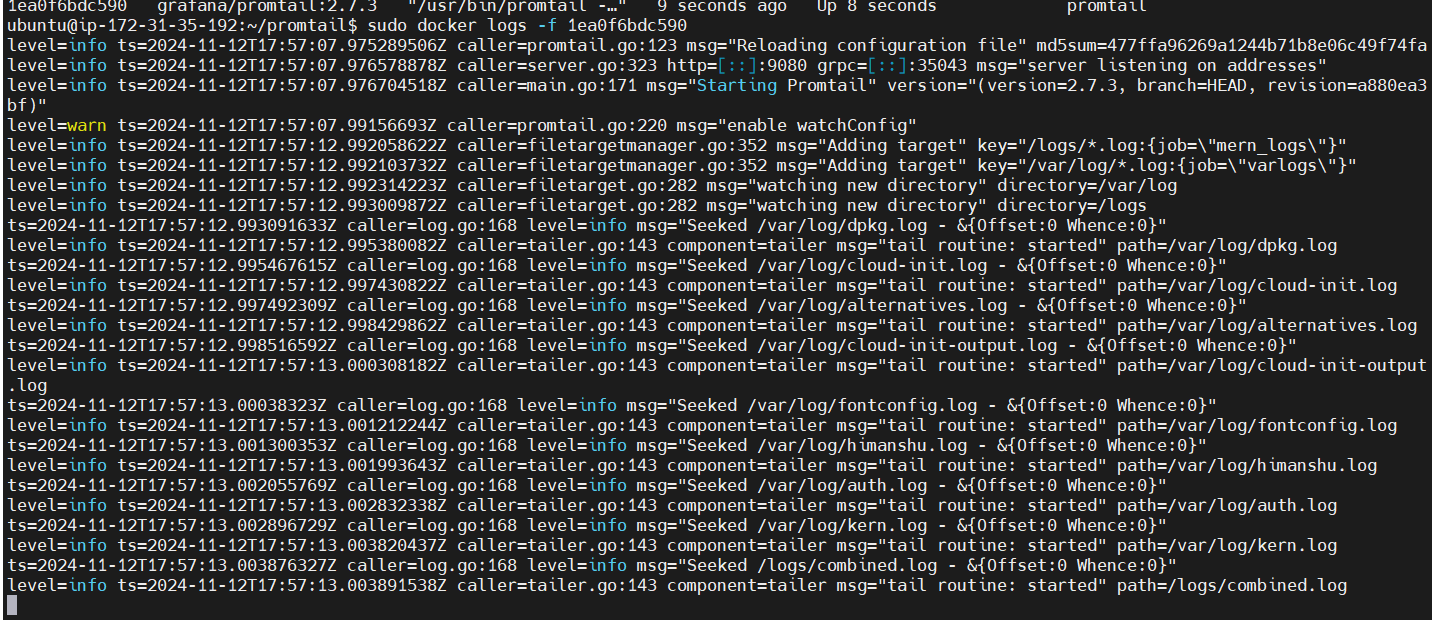 1ea0f6bdc590   grafana/promtail:2.7.3   "/usr/bin/promtail -…"   9 seconds ago   Up 8 seconds             promtail
ubuntu@ip-172-31-35-192:~/promtail$ sudo docker logs -f 1ea0f6bdc590
level=info ts=2024-11-12T17:57:07.975289506Z caller=promtail.go:123 msg="Reloading configuration file" md5sum=477ffa96269a1244b71b8e06c49f74fa
level=info ts=2024-11-12T17:57:07.976578878Z caller=server.go:323 http=[::]:9080 grpc=[::]:35043 msg="server listening on addresses"
level=info ts=2024-11-12T17:57:07.976704518Z caller=main.go:171 msg="Starting Promtail" version="(version=2.7.3, branch=HEAD, revision=a880ea3
bf)"
level=warn ts=2024-11-12T17:57:07.99156693Z caller=promtail.go:220 msg="enable watchConfig"
level=info ts=2024-11-12T17:57:12.992058622Z caller=filetargetmanager.go:352 msg="Adding target" key="/logs/*.log:{job=\"mern_logs\"}"
level=info ts=2024-11-12T17:57:12.992103732Z caller=filetargetmanager.go:352 msg="Adding target" key="/var/log/*.log:{job=\"varlogs\"}"
level=info ts=2024-11-12T17:57:12.992314223Z caller=filetarget.go:282 msg="watching new directory" directory=/var/log
level=info ts=2024-11-12T17:57:12.993009872Z caller=filetarget.go:282 msg="watching new directory" directory=/logs
ts=2024-11-12T17:57:12.993091633Z caller=log.go:168 level=info msg="Seeked /var/log/dpkg.log - &{Offset:0 Whence:0}"
level=info ts=2024-11-12T17:57:12.995380082Z caller=tailer.go:143 component=tailer msg="tail routine: started" path=/var/log/dpkg.log
ts=2024-11-12T17:57:12.995467615Z caller=log.go:168 level=info msg="Seeked /var/log/cloud-init.log - &{Offset:0 Whence:0}"
level=info ts=2024-11-12T17:57:12.997430822Z caller=tailer.go:143 component=tailer msg="tail routine: started" path=/var/log/cloud-init.log
ts=2024-11-12T17:57:12.997492309Z caller=log.go:168 level=info msg="Seeked /var/log/alternatives.log - &{Offset:0 Whence:0}"
level=info ts=2024-11-12T17:57:12.998429862Z caller=tailer.go:143 component=tailer msg="tail routine: started" path=/var/log/alternatives.log
ts=2024-11-12T17:57:12.998516592Z caller=log.go:168 level=info msg="Seeked /var/log/cloud-init-output.log - &{Offset:0 Whence:0}"
level=info ts=2024-11-12T17:57:13.000308182Z caller=tailer.go:143 component=tailer msg="tail routine: started" path=/var/log/cloud-init-output
.log
ts=2024-11-12T17:57:13.00038323Z caller=log.go:168 level=info msg="Seeked /var/log/fontconfig.log - &{Offset:0 Whence:0}"
level=info ts=2024-11-12T17:57:13.001212244Z caller=tailer.go:143 component=tailer msg="tail routine: started" path=/var/log/fontconfig.log
ts=2024-11-12T17:57:13.001300353Z caller=log.go:168 level=info msg="Seeked /var/log/himanshu.log - &{Offset:0 Whence:0}"
level=info ts=2024-11-12T17:57:13.001993643Z caller=tailer.go:143 component=tailer msg="tail routine: started" path=/var/log/himanshu.log
ts=2024-11-12T17:57:13.002055769Z caller=log.go:168 level=info msg="Seeked /var/log/auth.log - &{Offset:0 Whence:0}"
level=info ts=2024-11-12T17:57:13.002832338Z caller=tailer.go:143 component=tailer msg="tail routine: started" path=/var/log/auth.log
ts=2024-11-12T17:57:13.002896729Z caller=log.go:168 level=info msg="Seeked /var/log/kern.log - &{Offset:0 Whence:0}"
level=info ts=2024-11-12T17:57:13.003820437Z caller=tailer.go:143 component=tailer msg="tail routine: started" path=/var/log/kern.log
ts=2024-11-12T17:57:13.003876327Z caller=log.go:168 level=info msg="Seeked /logs/combined.log - &{Offset:0 Whence:0}"
level=info ts=2024-11-12T17:57:13.003891538Z caller=tailer.go:143 component=tailer msg="tail routine: started" path=/logs/combined.log